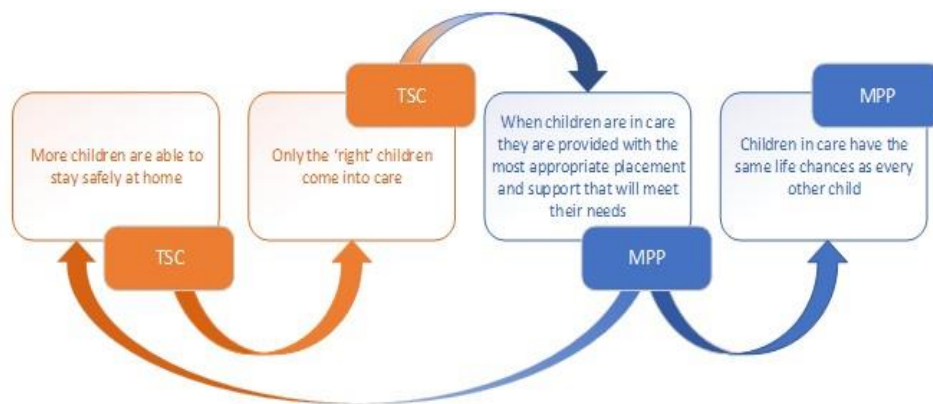 More children are able to
stay safely at home
TSC
TSC
Only the ‘right’ children
come into care
When children are in care
they are provided with the
most appropriate placement
and support that will meet
their needs
MPP
MPP
Children in care have the
same life chances as every
other child